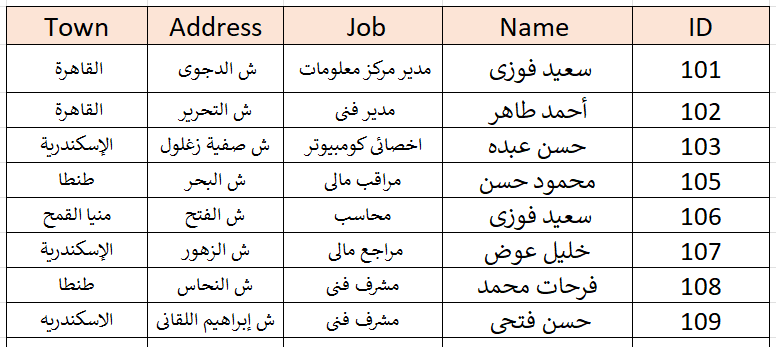 Town Address Job Name ID
القاهرة ش الدجوى مدير مركز معلومات سعيد فوزى 101
القاهرة ش التحرير مدير فنى أحمد طاهر 102
الإسكندرية ش صفية زغلول اخصائى كومبيوتر حسن عبده 103
طنطا ش البحر مراقب مالى محمود حسن 105
منيا القمح ش الفتح محاسب سعيد فوزى 106
الإسكندرية ش الزهور مراجع مالى خليل عوض 107
طنطا ش النحاس مشرف فنى فرحات محمد 108
الاسكندريه ش إبراهيم اللقانى مشرف فنى حسن فتحى 109